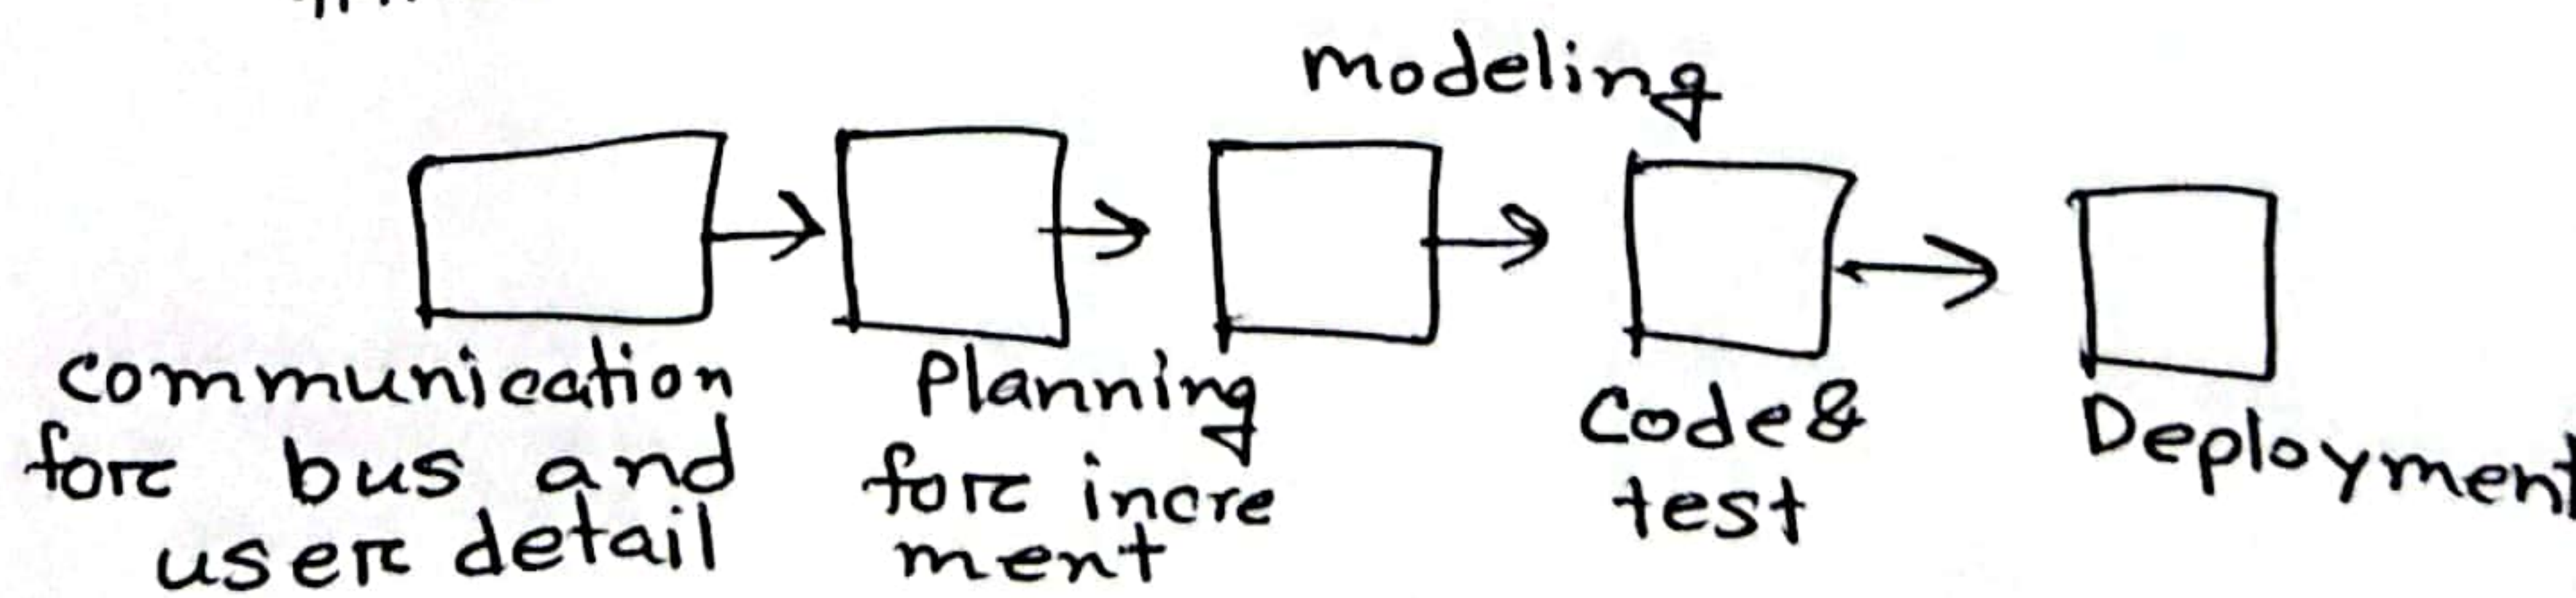 modeling
communication
for bus and
user detail
Planning
for incre
ment
Code &
test
Deployment